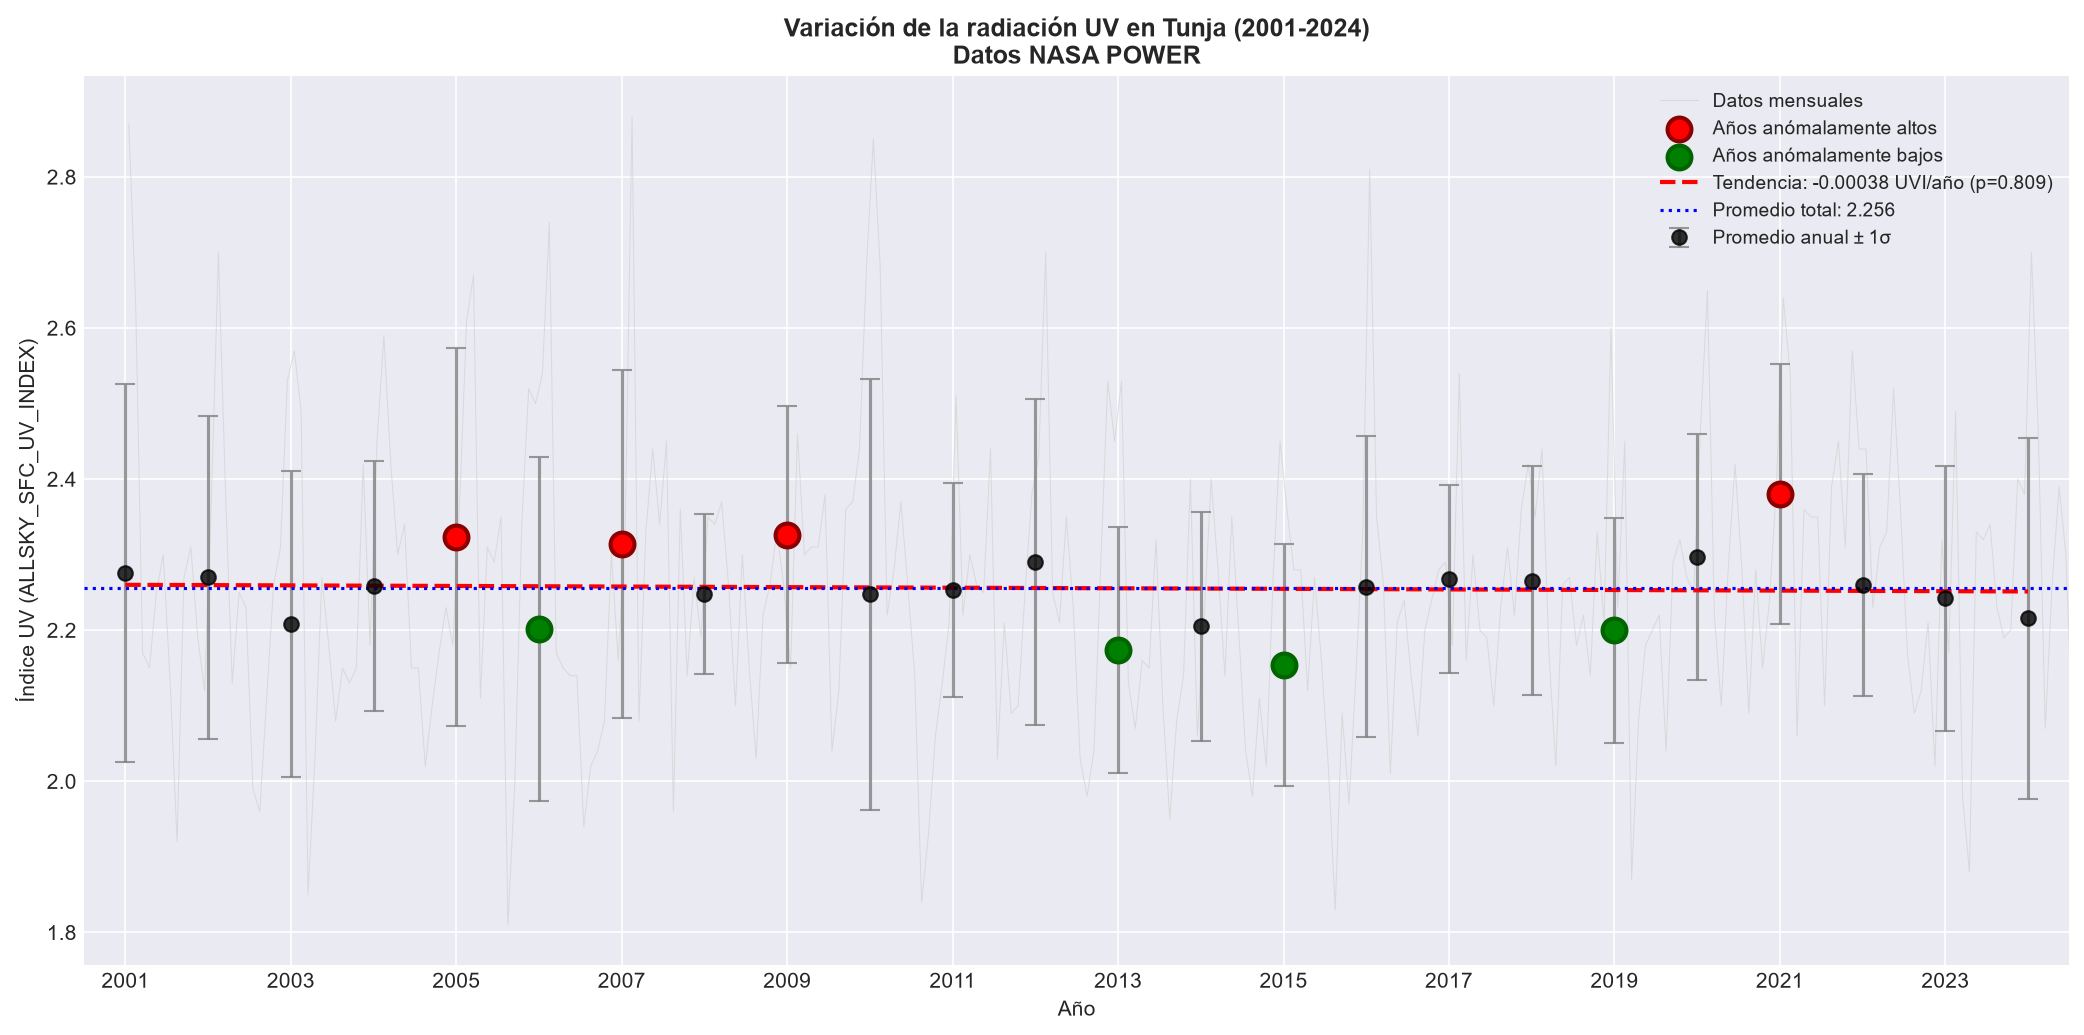 Variación de la radiación UV en Tunja (2001-2024)
Datos NASA POWER
Datos mensuales
Años anómalamente altos
Años anómalamente bajos
Tendencia: -0.00038 UVI/año (p=0.809)
Promedio total: 2.256
Promedio anual ± 1σ
Índice UV (ALLSKY_SFC_UV_INDEX)
2.8
2.6
2.4
2.2
2.0
1.8
2001 2003 2005 2007 2009 2011 2013 2015 2017 2019 2021 2023
Año